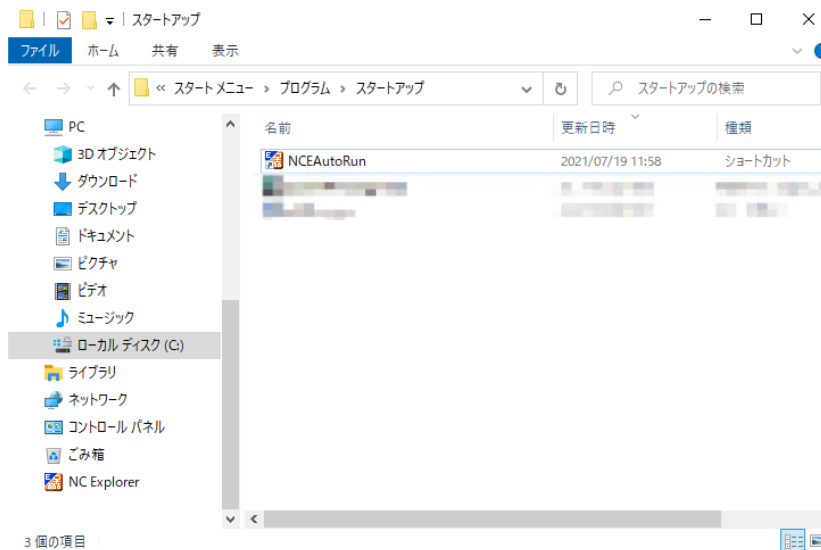 スタートアップ
ファイル ホーム 共有 表示
« スタート メニュー › プログラム › スタートアップ スタートアップの検索
名前 更新日時 種類
NCEAutoRun 2021/07/19 11:58 ショートカット
PC
3D オブジェクト
ダウンロード
デスクトップ
ドキュメント
ピクチャ
ビデオ
ミュージック
ローカル ディスク (C:)
ライブラリ
ネットワーク
コントロール パネル
ごみ箱
NC Explorer
3 個の項目